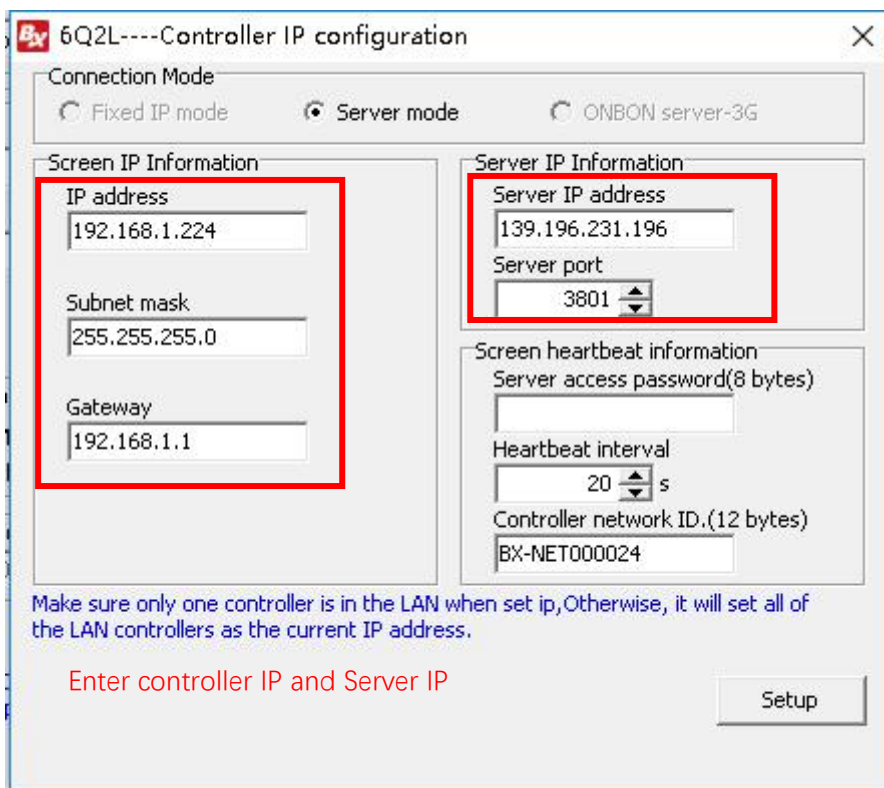 BX 6Q2L----Controller IP configuration
Connection Mode
Fixed IP mode Server mode ONBON server-3G
Screen IP Information
IP address
192.168.1.224
Subnet mask
255.255.255.0
Gateway
192.168.1.1
Server IP Information
Server IP address
139.196.231.196
Server port
3801
Screen heartbeat information
Server access password(8 bytes)
Heartbeat interval
20 s
Controller network ID.(12 bytes)
BX-NET000024
Make sure only one controller is in the LAN when set ip,Otherwise, it will set all of
the LAN controllers as the current IP address.
Enter controller IP and Server IP
Setup